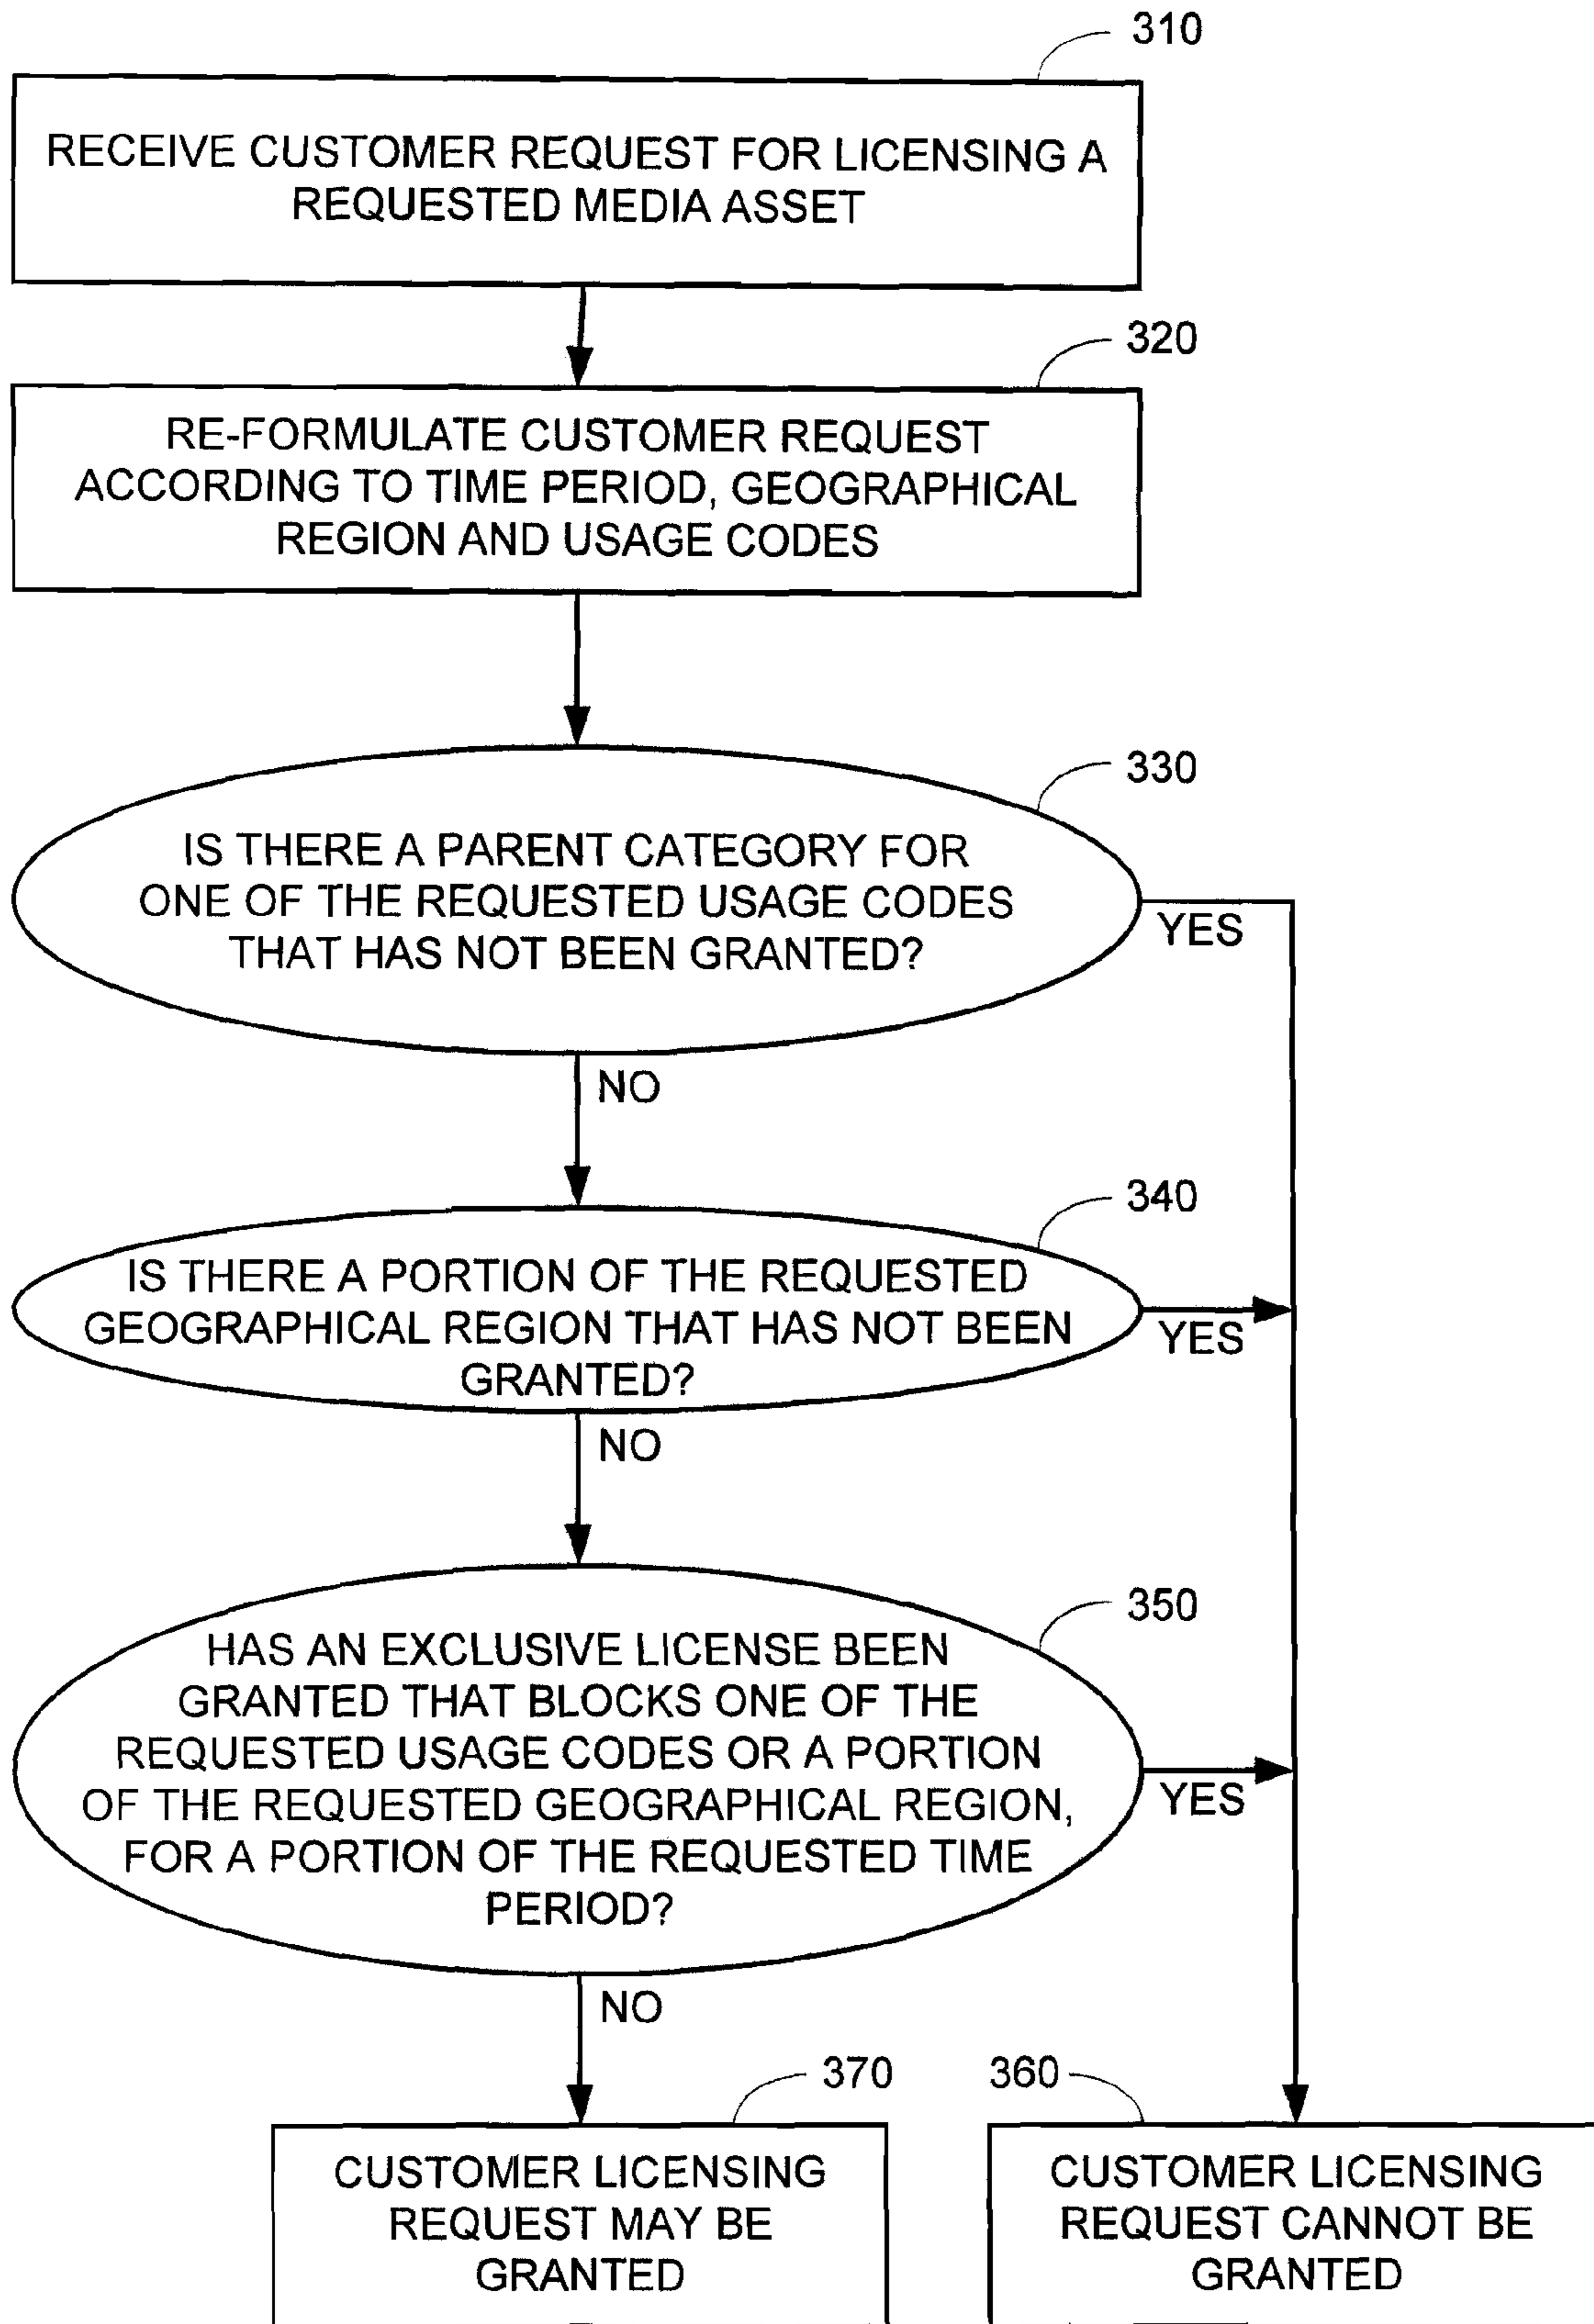 310
RECEIVE CUSTOMER REQUEST FOR LICENSING A
REQUESTED MEDIA ASSET
320
RE-FORMULATE CUSTOMER REQUEST
ACCORDING TO TIME PERIOD, GEOGRAPHICAL
REGION AND USAGE CODES
330
IS THERE A PARENT CATEGORY FOR
ONE OF THE REQUESTED USAGE CODES
THAT HAS NOT BEEN GRANTED?
YES
NO
340
IS THERE A PORTION OF THE REQUESTED
GEOGRAPHICAL REGION THAT HAS NOT BEEN
GRANTED?
YES
NO
350
HAS AN EXCLUSIVE LICENSE BEEN
GRANTED THAT BLOCKS ONE OF THE
REQUESTED USAGE CODES OR A PORTION
OF THE REQUESTED GEOGRAPHICAL REGION,
FOR A PORTION OF THE REQUESTED TIME
PERIOD?
YES
NO
370
CUSTOMER LICENSING
REQUEST MAY BE
GRANTED
360
CUSTOMER LICENSING
REQUEST CANNOT BE
GRANTED